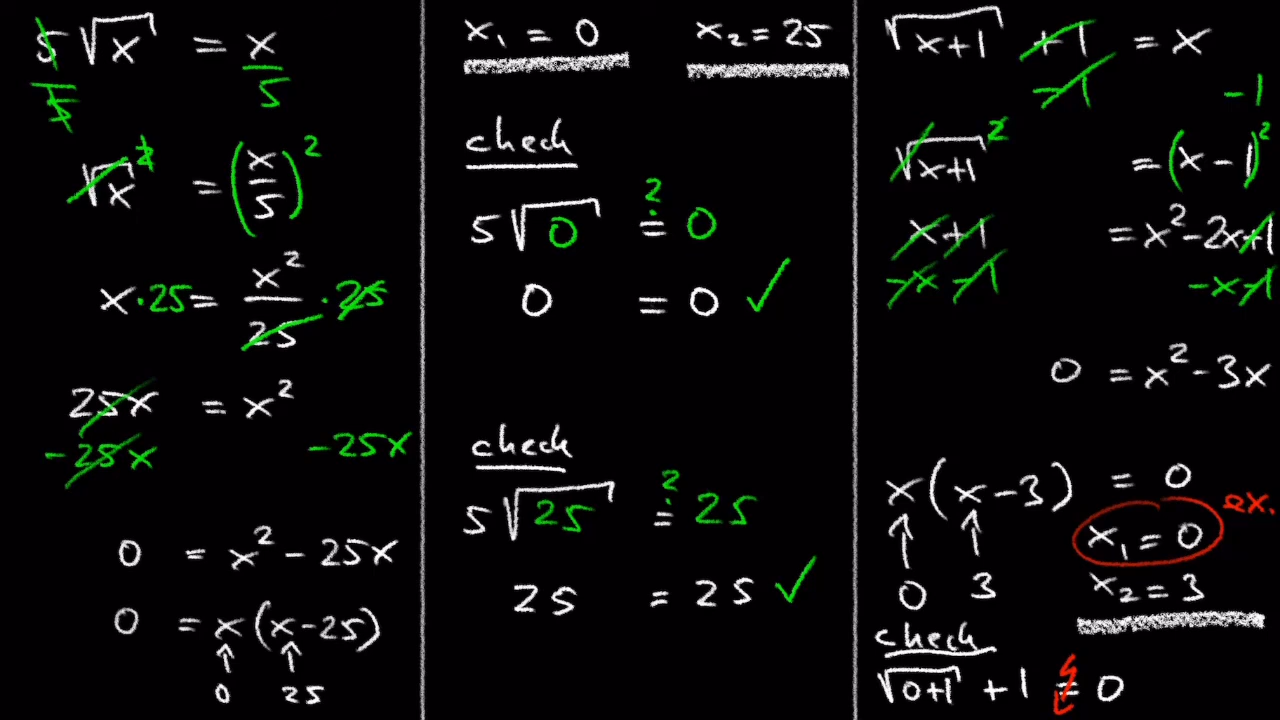 5√x = x
5 5
√x² = (x/5)²
x · 25 = x²/25 · 25
25x = x²
-25x -25x
0 = x² - 25x
0 = x(x-25)
↑ ↑
0 25
x₁ = 0 x₂ = 25
check
5√0 ≟ 0
0 = 0 ✓
check
5√25 ≟ 25
25 = 25 ✓
√x+1 +1 = x
-1 -1
√x+1² = (x-1)²
x+1 = x²-2x+1
-x -1 -x-1
0 = x²-3x
x(x-3) = 0
↑ ↑
0 3
x₁ = 0 ex.
x₂ = 3
check
√0+1 + 1 = 0